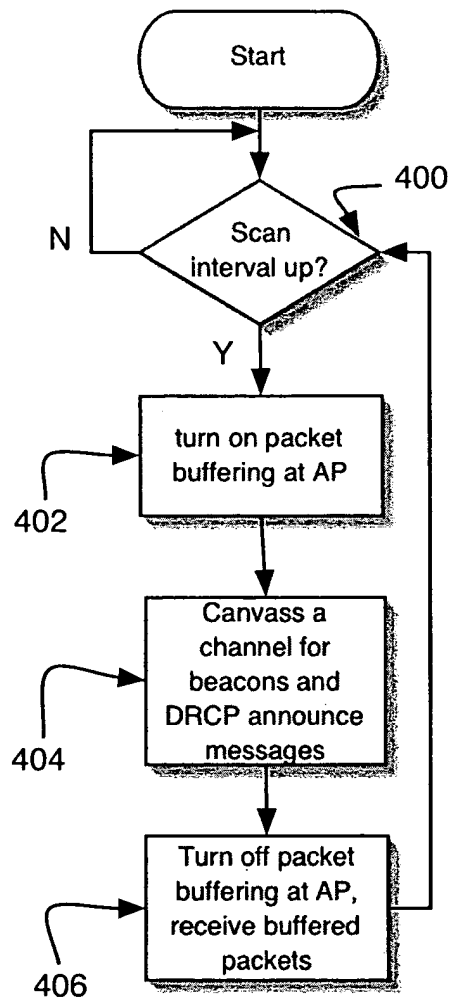 Start
400
N
Scan
interval up?
Y
turn on packet
buffering at AP
402
Canvass a
channel for
beacons and
DRCP announce
messages
404
Turn off packet
buffering at AP,
receive buffered
packets
406